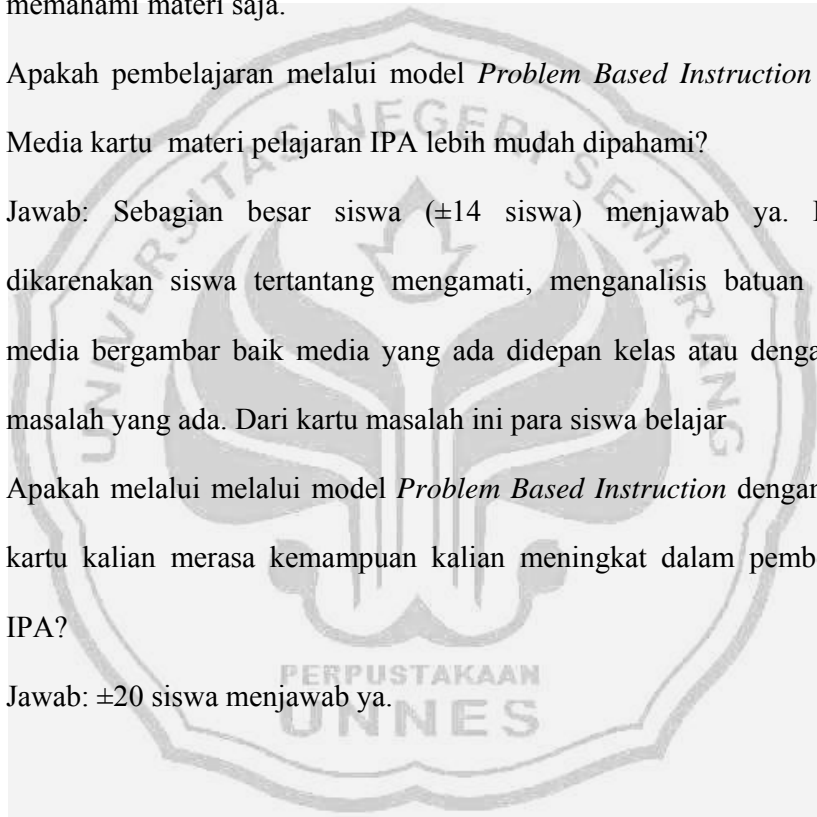 memahami materi saja.
Apakah pembelajaran melalui model Problem Based Instruction
Media kartu materi pelajaran IPA lebih mudah dipahami?
Jawab: Sebagian besar siswa (±14 siswa) menjawab ya.
dikarenakan siswa tertantang mengamati, menganalisis batuan
media bergambar baik media yang ada didepan kelas atau
masalah yang ada. Dari kartu masalah ini para siswa belajar
Apakah melalui melalui model Problem Based Instruction dengan
kartu kalian merasa kemampuan kalian meningkat dalam
IPA?
Jawab: ±20 siswa menjawab ya.
UNIVERSITAS NEGERI SEMARANG
PERPUSTAKAAN
UNNES